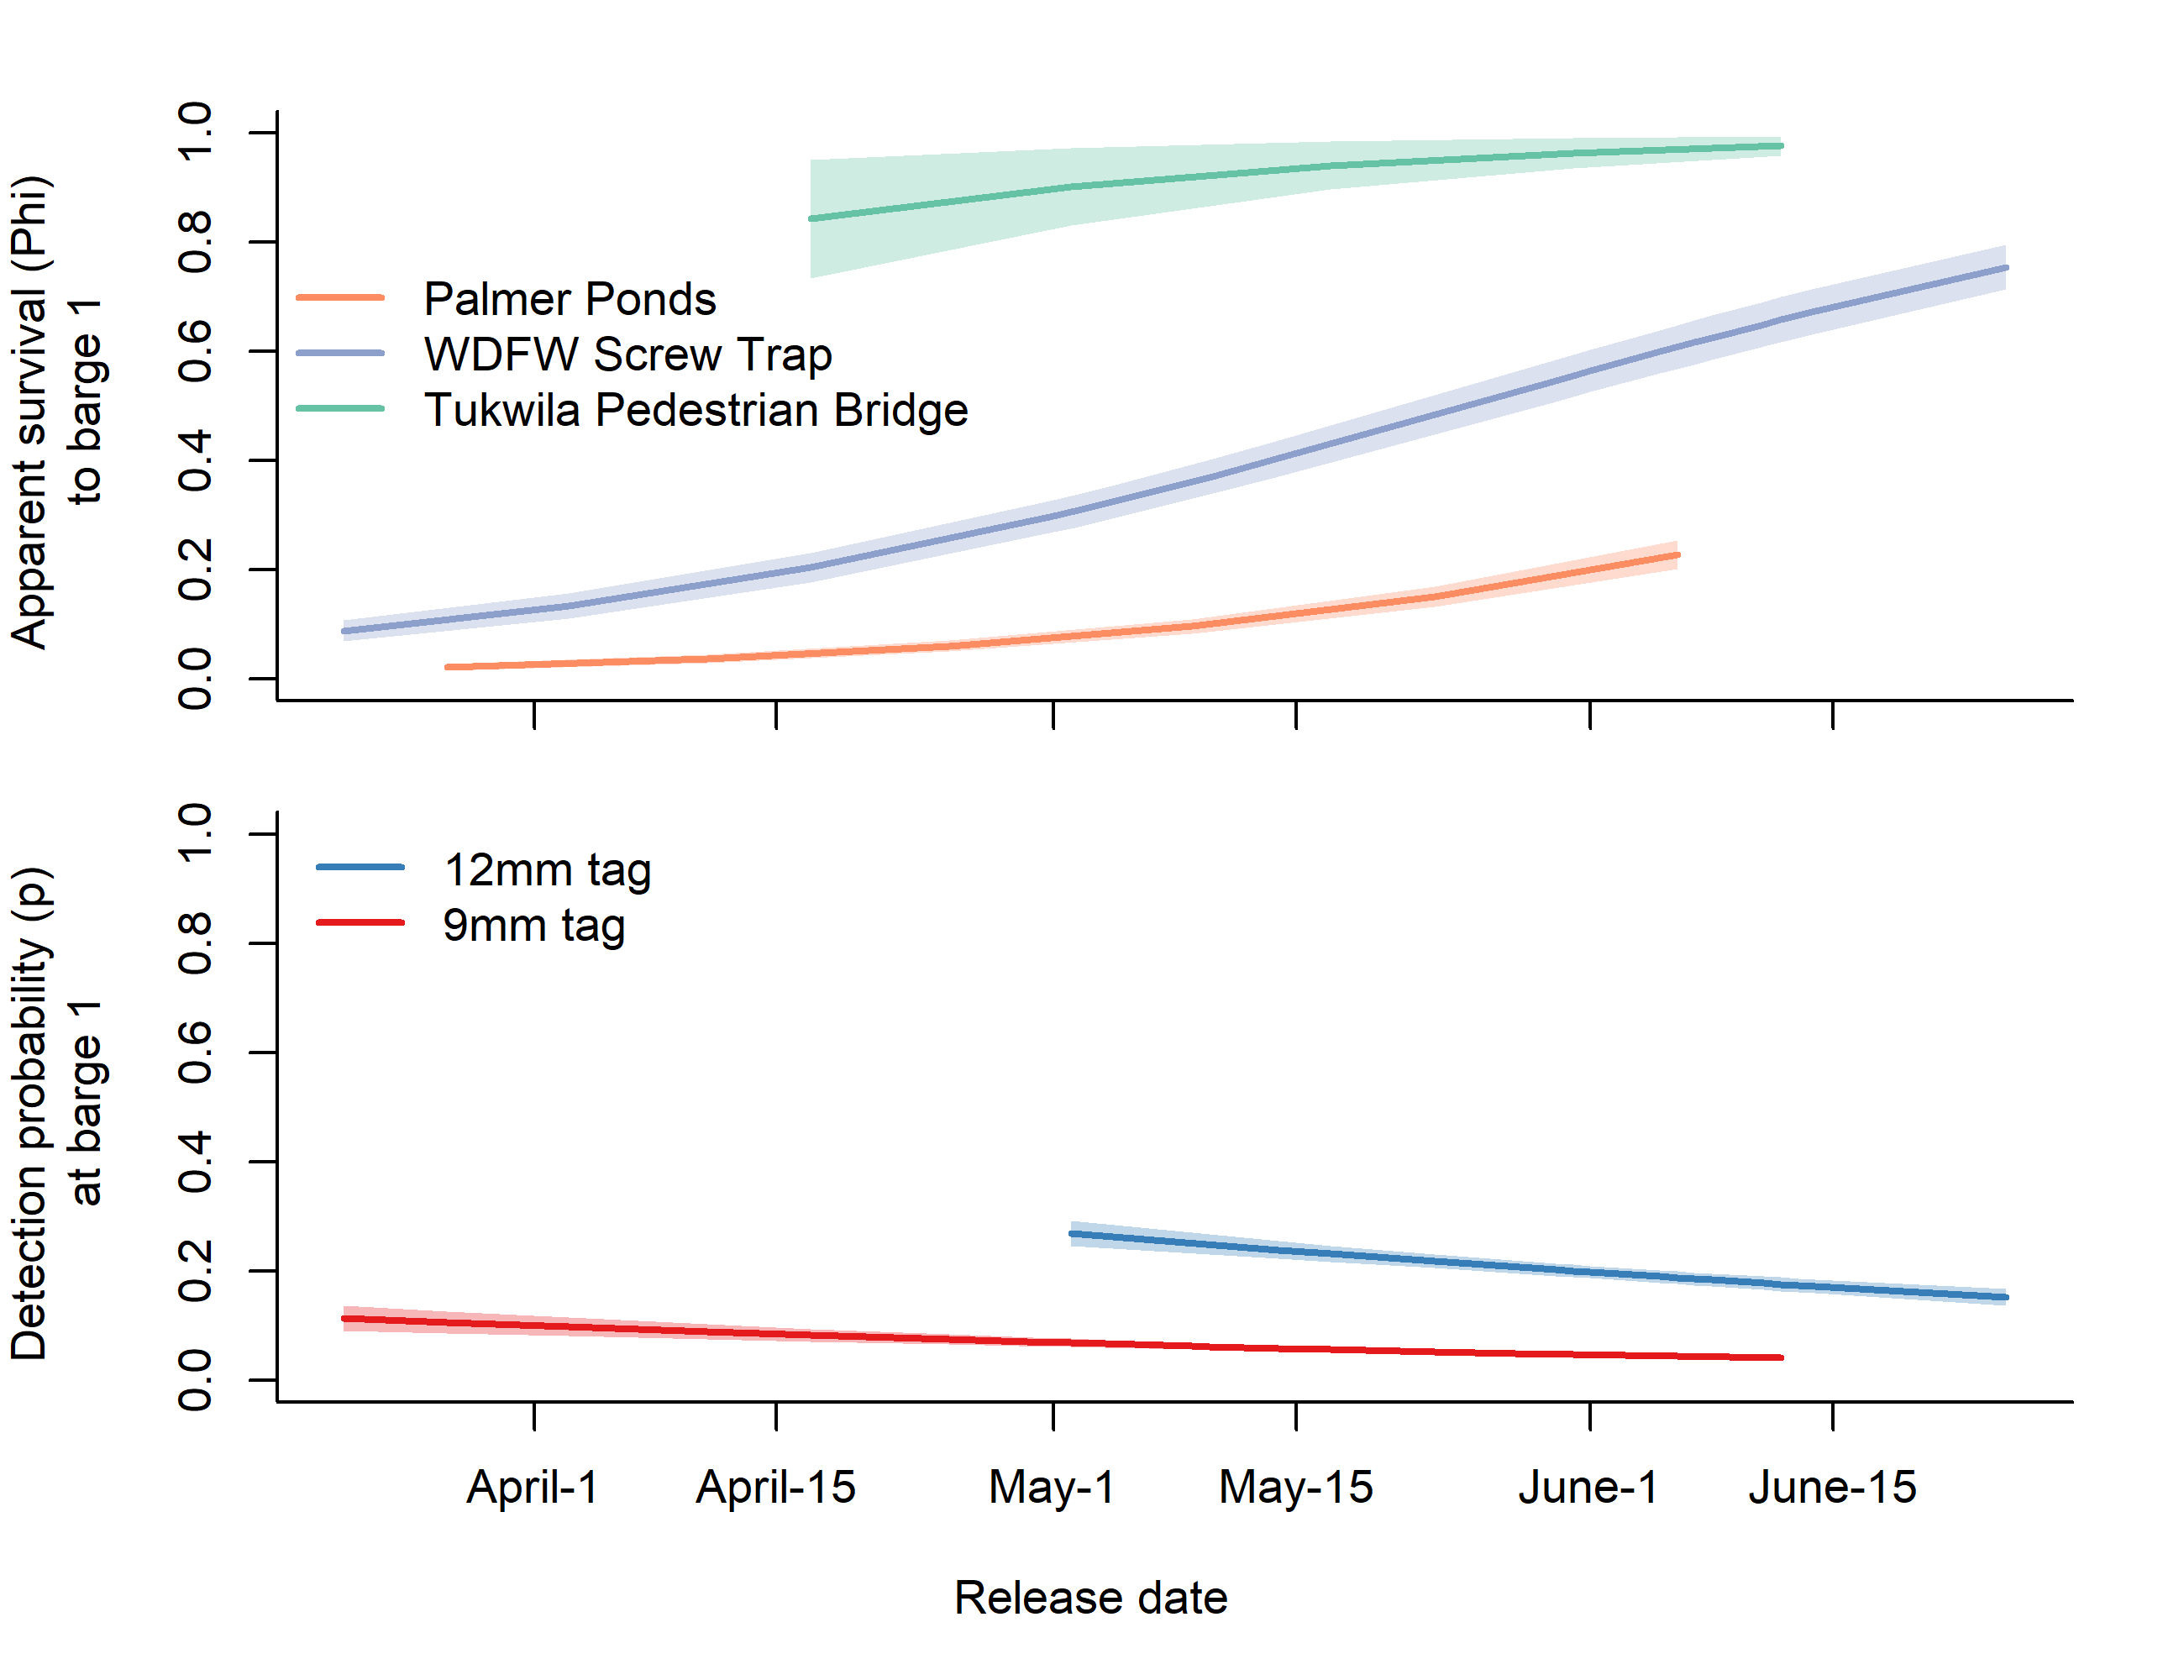 Apparent survival (Phi)
to barge 1
1.0
0.8
0.6
0.4
0.2
0.0
Palmer Ponds
WDFW Screw Trap
Tukwila Pedestrian Bridge
Detection probability (p)
at barge 1
1.0
0.8
0.6
0.4
0.2
0.0
12mm tag
9mm tag
April-1
April-15
May-1
May-15
June-1
June-15
Release date